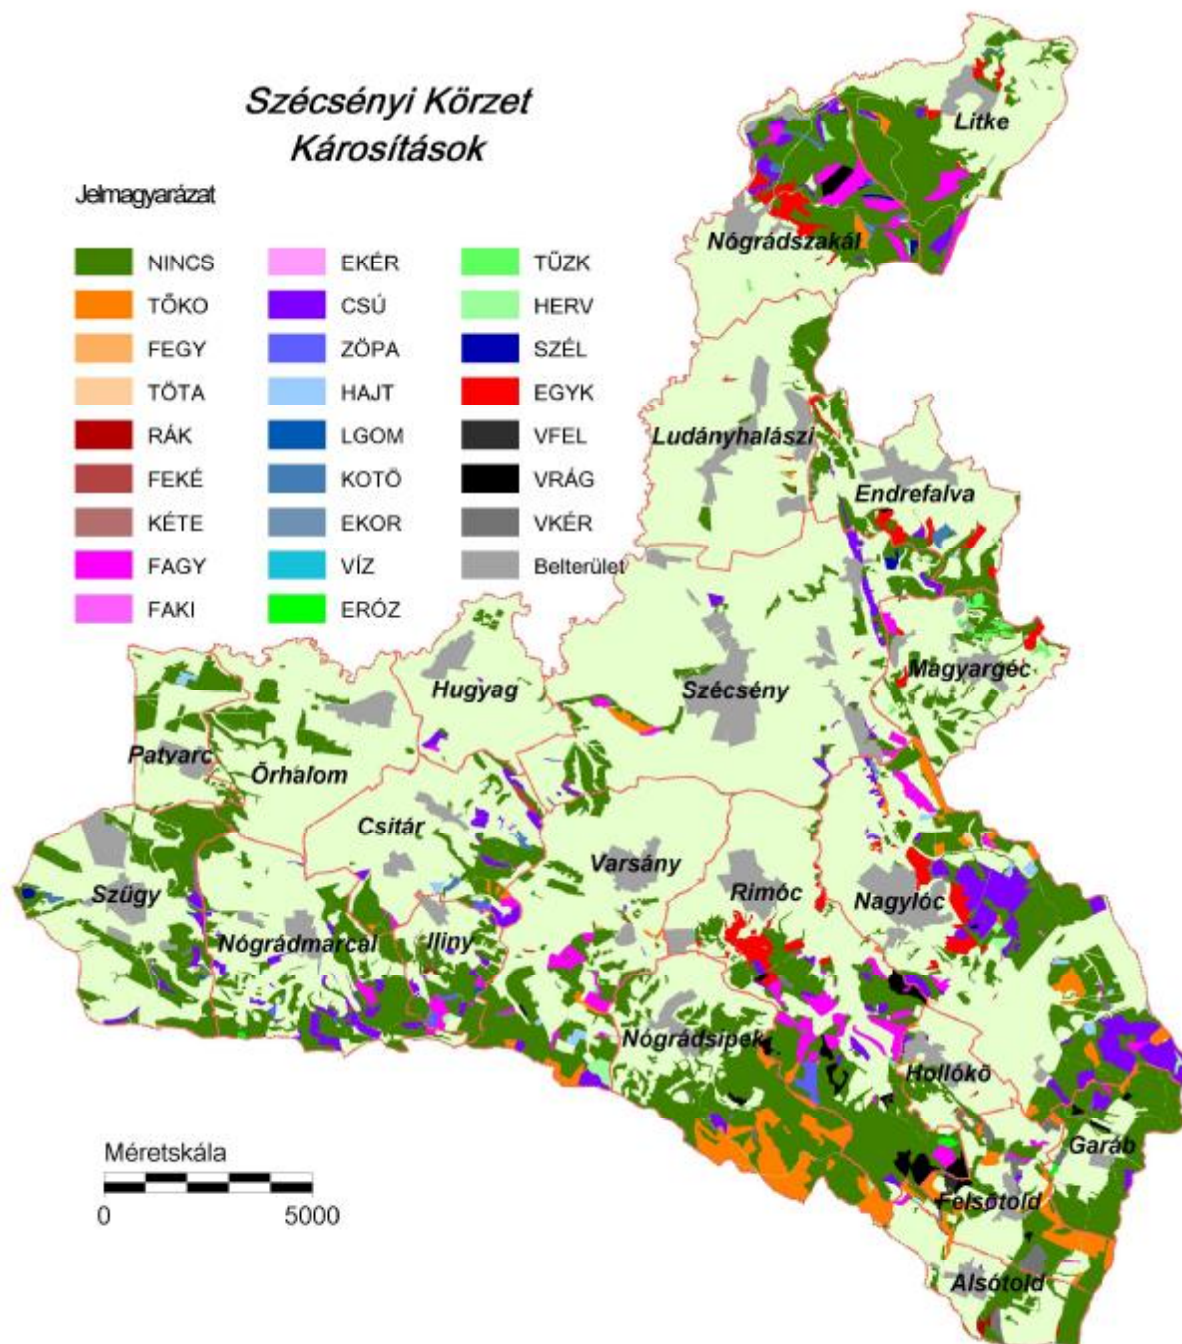 Szécsényi Körzet
Károsítások
Jelmagyarázat
NINCS
TŐKO
FEGY
TÖTA
RÁK
FEKÉ
KÉTE
FAGY
FAKI
EKÉR
CSÚ
ZÖPA
HAJT
LGOM
KOTÖ
EKOR
VÍZ
ERÓZ
TŰZK
HERV
SZÉL
EGYK
VFEL
VRÁG
VKÉR
Belterület
Litke
Nógrádszakál
Ludányhalászi
Endrefalva
Magyargéc
Hugyag
Szécsény
Patvarc
Őrhalom
Csitár
Varsány
Rimóc
Nagylóc
Szügy
Nógrádmarcal
Iliny
Nógrádsipek
Hollókő
Garáb
Felsőtold
Alsótold
Méretskála
0 5000